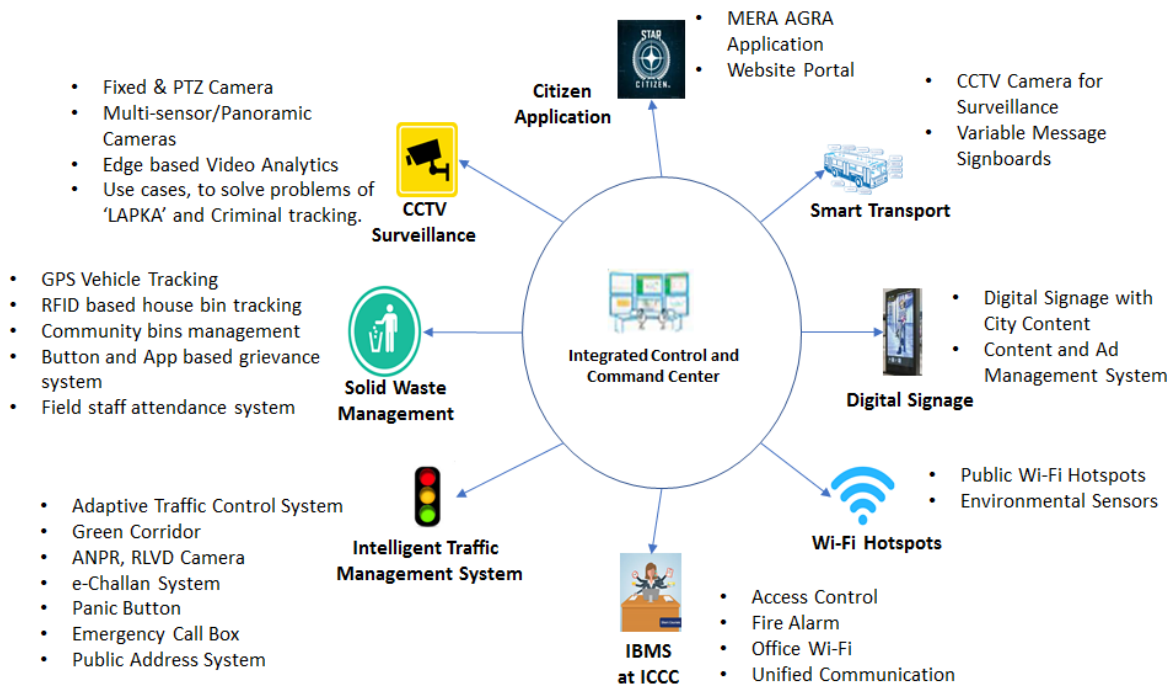 STAR
CITIZEN
Citizen
Application
• MERA AGRA
Application
• Website Portal
• CCTV Camera for
Surveillance
• Variable Message
Signboards
Smart Transport
• Fixed & PTZ Camera
• Multi-sensor/Panoramic
Cameras
• Edge based Video Analytics
• Use cases, to solve problems of
‘LAPKA’ and Criminal tracking.
CCTV
Surveillance
Integrated Control and
Command Center
• GPS Vehicle Tracking
• RFID based house bin tracking
• Community bins management
• Button and App based grievance
system
• Field staff attendance system
Solid Waste
Management
• Digital Signage with
City Content
• Content and Ad
Management System
Digital Signage
• Adaptive Traffic Control System
• Green Corridor
• ANPR, RLVD Camera
• e-Challan System
• Panic Button
• Emergency Call Box
• Public Address System
Intelligent Traffic
Management System
• Public Wi-Fi Hotspots
• Environmental Sensors
Wi-Fi Hotspots
IBMS
at ICCC
• Access Control
• Fire Alarm
• Office Wi-Fi
• Unified Communication